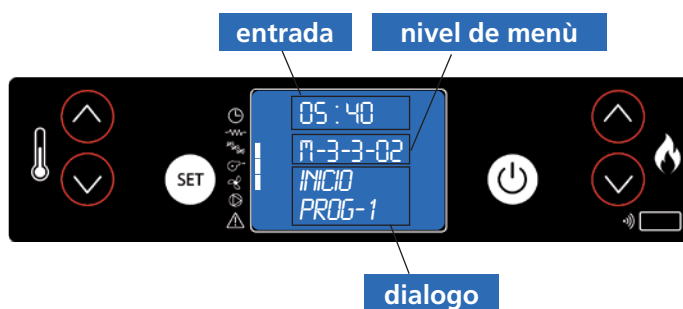 entrada
nivel de menù
05:40
M-3-3-02
SET
INICIO
PROG-1
dialogo